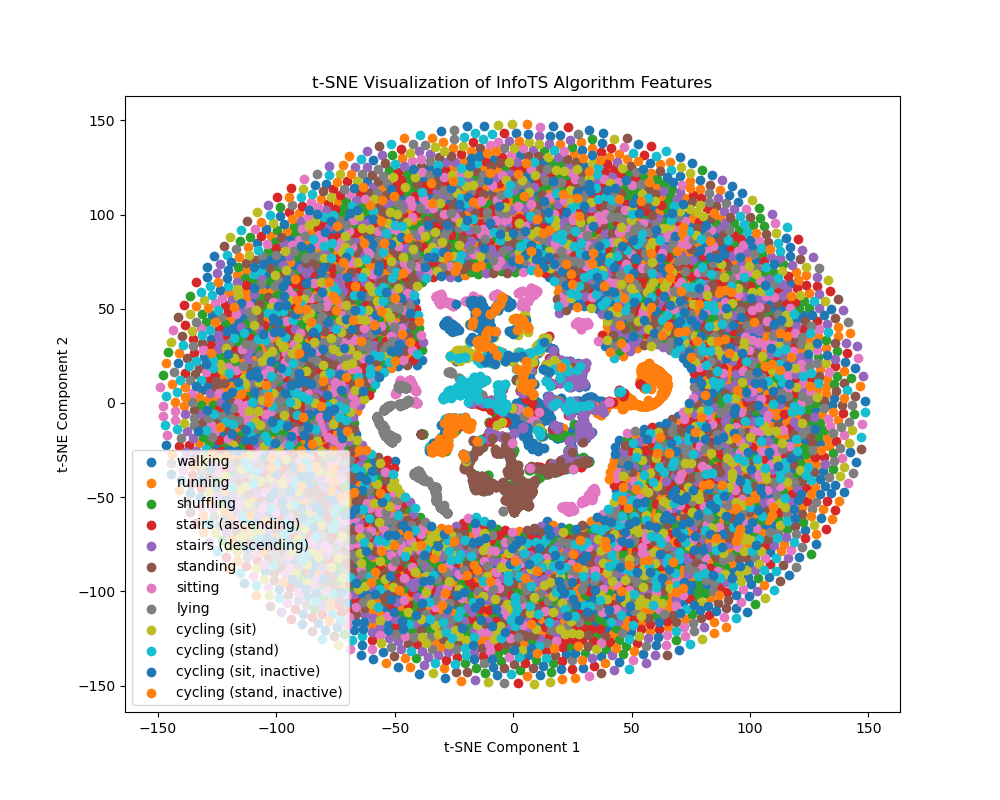 t-SNE Visualization of InfoTS Algorithm Features
150
100
50
0
−50
−100
−150
t-SNE Component 2
walking
running
shuffling
stairs (ascending)
stairs (descending)
standing
sitting
lying
cycling (sit)
cycling (stand)
cycling (sit, inactive)
cycling (stand, inactive)
−150 −100 −50 0 50 100 150
t-SNE Component 1